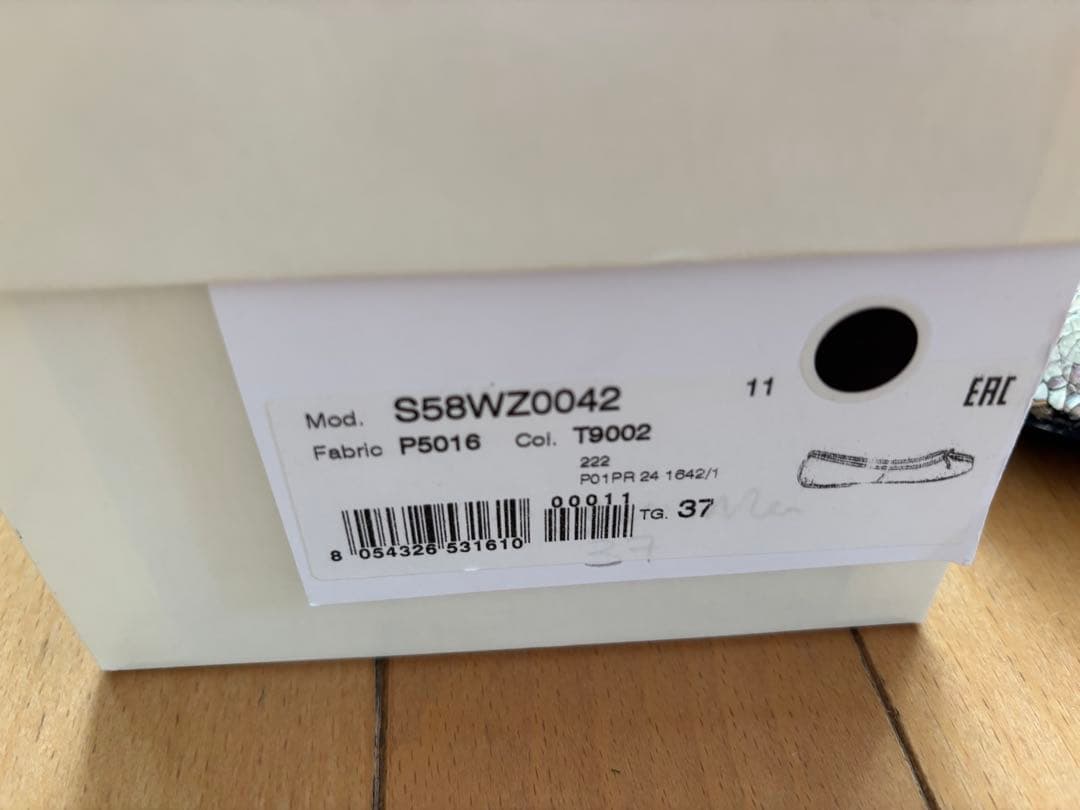 11
EAC
Mod. S58WZ0042
Fabric P5016 Col. T9002
222
P01PR 24 1642/1
00011
TG. 37
8 054326 531610
37